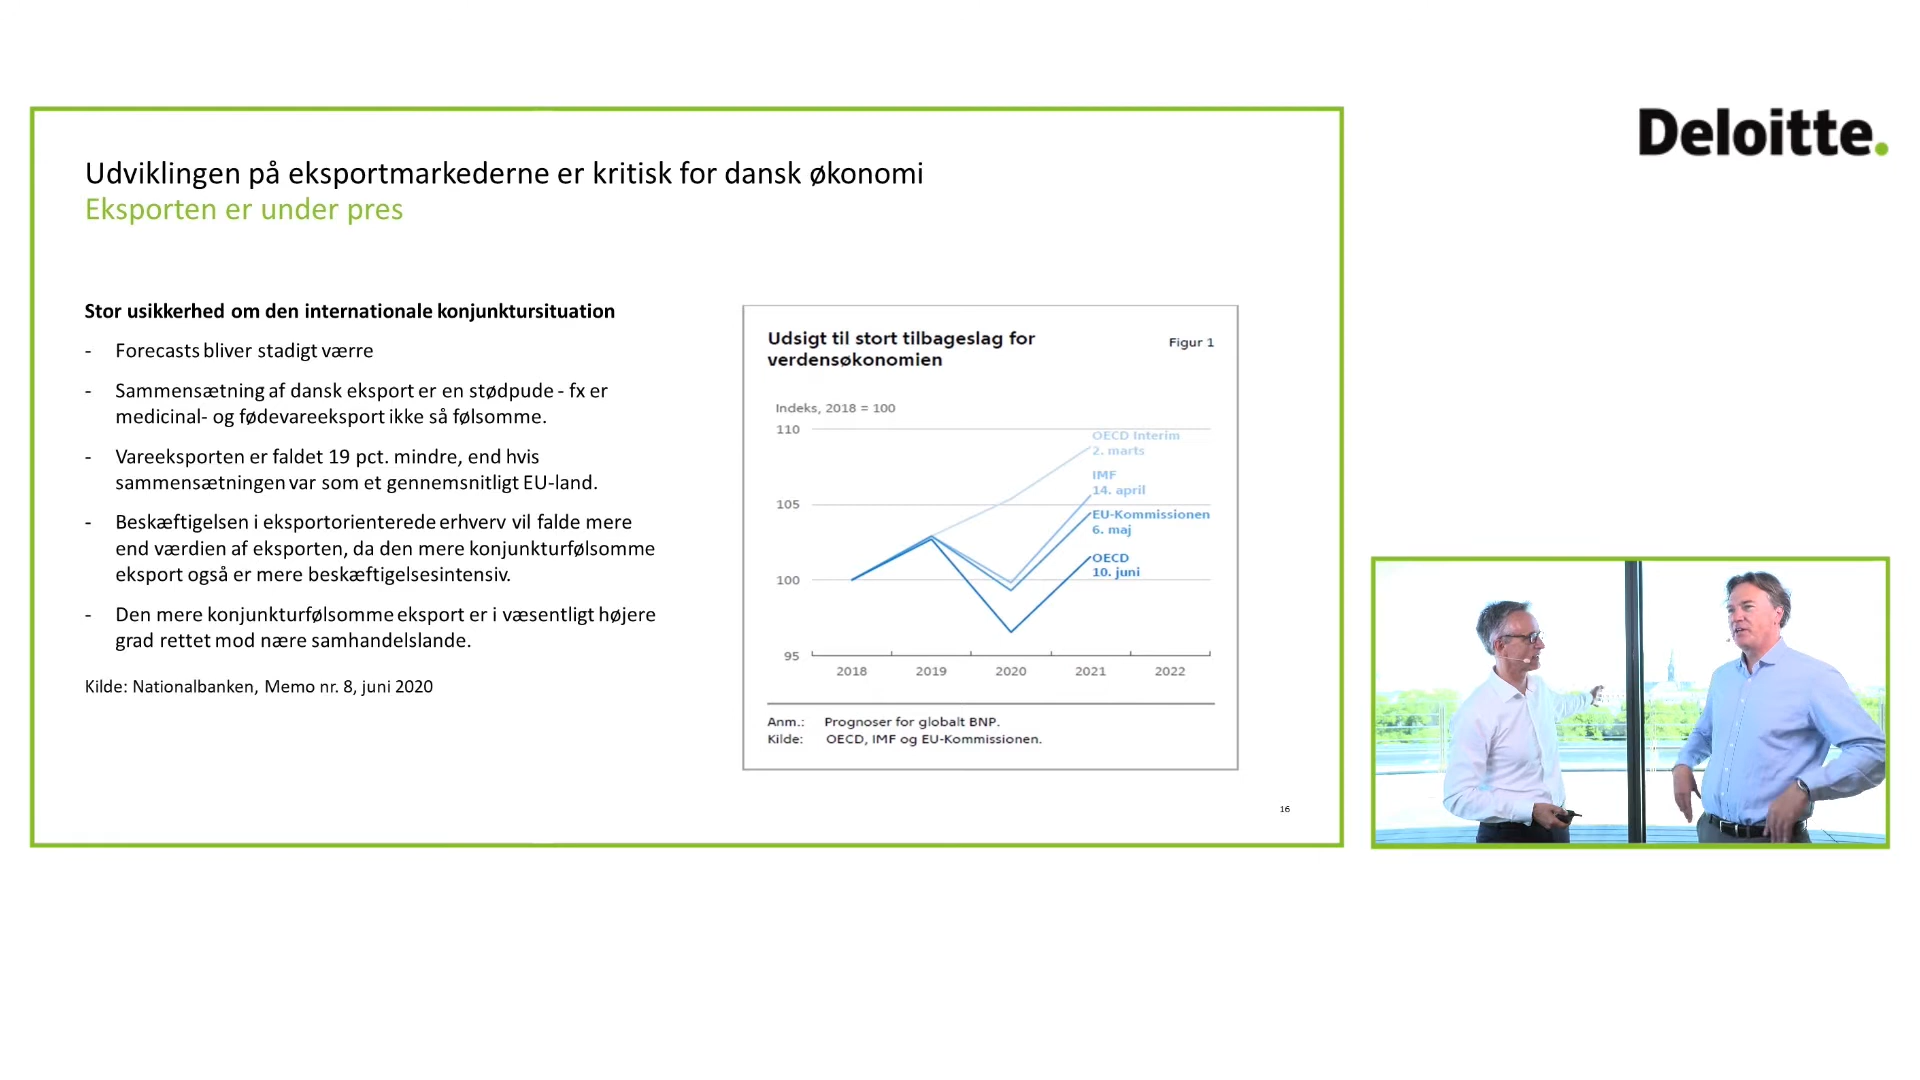 Deloitte.
Udviklingen på eksportmarkederne er kritisk for dansk økonomi
Eksporten er under pres
Stor usikkerhed om den internationale konjunktursituation
- Forecasts bliver stadigt værre
- Sammensætning af dansk eksport er en stødpude - fx er
medicinal- og fødevareeksport ikke så følsomme.
- Vareeksporten er faldet 19 pct. mindre, end hvis
sammensætningen var som et gennemsnitligt EU-land.
- Beskæftigelsen i eksportorienterede erhverv vil falde mere
end værdien af eksporten, da den mere konjunkturfølsomme
eksport også er mere beskæftigelsesintensiv.
- Den mere konjunkturfølsomme eksport er i væsentligt højere
grad rettet mod nære samhandelslande.
Kilde: Nationalbanken, Memo nr. 8, juni 2020
Udsigt til stort tilbageslag for
verdensøkonomien
Figur 1
Indeks, 2018 = 100
110
105
100
95
OECD Interim
2. marts
IMF
14. april
EU-Kommissionen
6. maj
OECD
10. juni
2018 2019 2020 2021 2022
Anm.: Prognoser for globalt BNP.
Kilde: OECD, IMF og EU-Kommissionen.
16